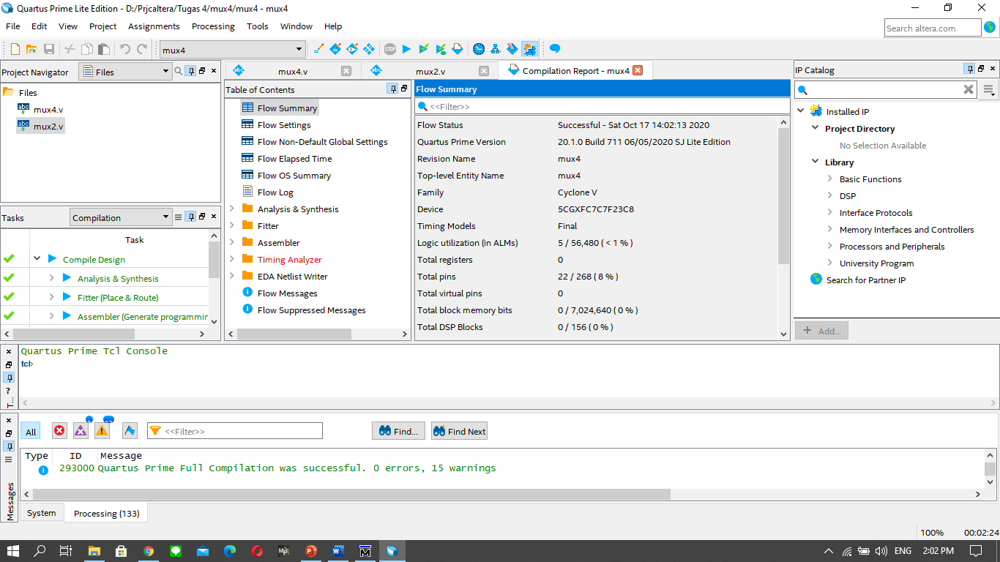 Quartus Prime Lite Edition - D:/Prjcaltera/Tugas 4/mux4/mux4 - mux4
File Edit View Project Assignments Processing Tools Window Help
Search altera.com
mux4
STOP
Project Navigator
Files
Files
abc
mux4.v
abc
mux2.v
Tasks
Compilation
Task
Compile Design
Analysis & Synthesis
Fitter (Place & Route)
Assembler (Generate programmin
abc mux4.v
abc mux2.v
Compilation Report - mux4
Table of Contents
Flow Summary
Flow Settings
Flow Non-Default Global Settings
Flow Elapsed Time
Flow OS Summary
Flow Log
Analysis & Synthesis
Fitter
Assembler
Timing Analyzer
EDA Netlist Writer
Flow Messages
Flow Suppressed Messages
Flow Summary
<<Filter>>
Flow Status Successful - Sat Oct 17 14:02:13 2020
Quartus Prime Version 20.1.0 Build 711 06/05/2020 SJ Lite Edition
Revision Name mux4
Top-level Entity Name mux4
Family Cyclone V
Device 5CGXFC7C7F23C8
Timing Models Final
Logic utilization (in ALMs) 5 / 56,480 ( < 1 % )
Total registers 0
Total pins 22 / 268 ( 8 % )
Total virtual pins 0
Total block memory bits 0 / 7,024,640 ( 0 % )
Total DSP Blocks 0 / 156 ( 0 % )
IP Catalog
Installed IP
Project Directory
No Selection Available
Library
Basic Functions
DSP
Interface Protocols
Memory Interfaces and Controllers
Processors and Peripherals
University Program
Search for Partner IP
+ Add...
Quartus Prime Tcl Console
tcl>
All
<<Filter>>
Find...
Find Next
Type ID Message
293000 Quartus Prime Full Compilation was successful. 0 errors, 15 warnings
Messages
System
Processing (133)
100% 00:02:24
ENG
2:02 PM